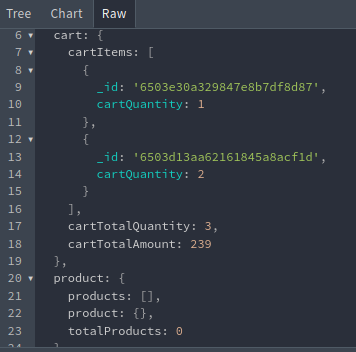 Tree Chart Raw
6 cart: {
7 cartItems: [
8 {
9 _id: '6503e30a329847e8b7df8d87',
10 cartQuantity: 1
11 },
12 {
13 _id: '6503d13aa62161845a8acf1d',
14 cartQuantity: 2
15 }
16 ],
17 cartTotalQuantity: 3,
18 cartTotalAmount: 239
19 },
20 product: {
21 products: [],
22 product: {},
23 totalProducts: 0